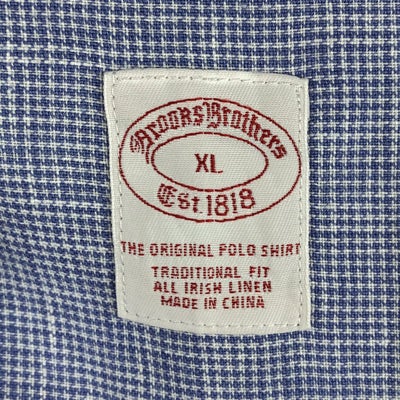 Brooks Brothers
XL
Est. 1818
THE ORIGINAL POLO SHIRT
TRADITIONAL FIT
ALL IRISH LINEN
MADE IN CHINA